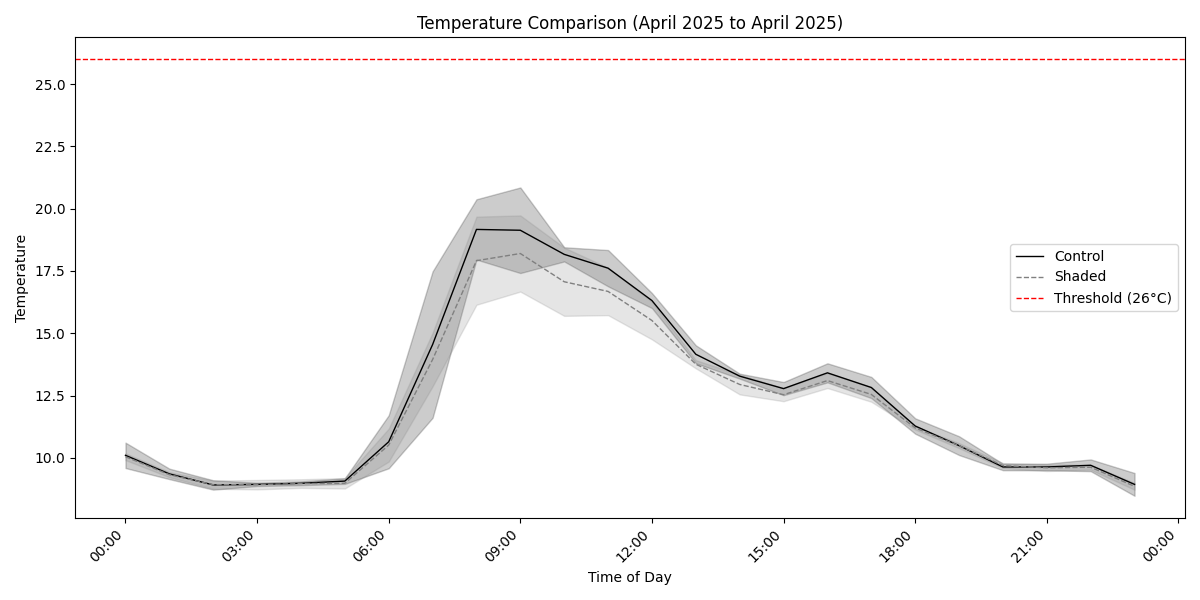 Temperature Comparison (April 2025 to April 2025)
Temperature
25.0
22.5
20.0
17.5
15.0
12.5
10.0
Control
Shaded
Threshold (26°C)
00:00
03:00
06:00
09:00
12:00
15:00
18:00
21:00
00:00
Time of Day